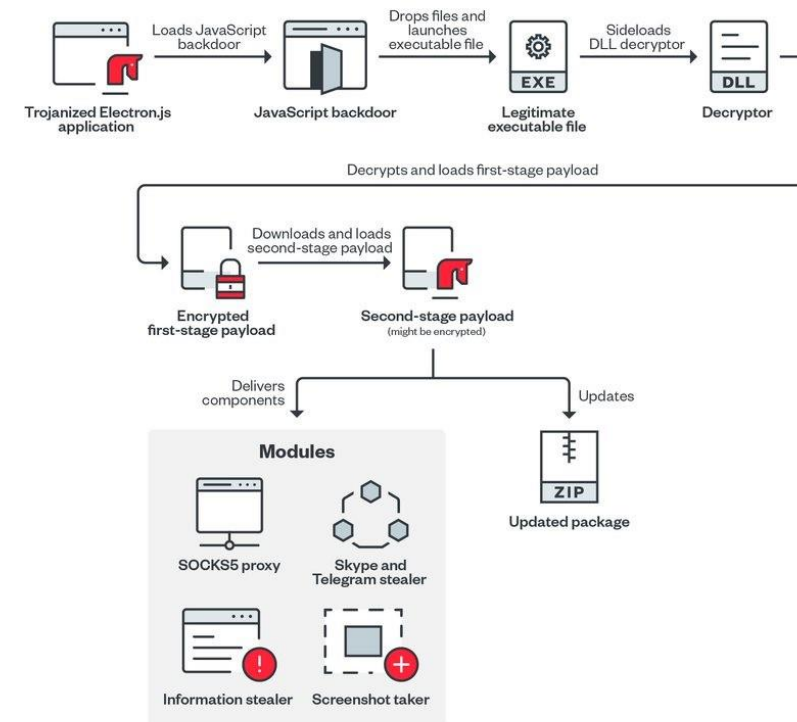 Loads JavaScript
backdoor
Drops files and
launches
executable file
Sideloads
DLL decryptor
EXE
DLL
Trojanized Electron.js
application
JavaScript backdoor
Legitimate
executable file
Decryptor
Decrypts and loads first-stage payload
Downloads and loads
second-stage payload
Encrypted
first-stage payload
Second-stage payload
(might be encrypted)
Delivers
components
Updates
Modules
ZIP
Updated package
SOCKS5 proxy
Skype and
Telegram stealer
!
+
Information stealer
Screenshot taker